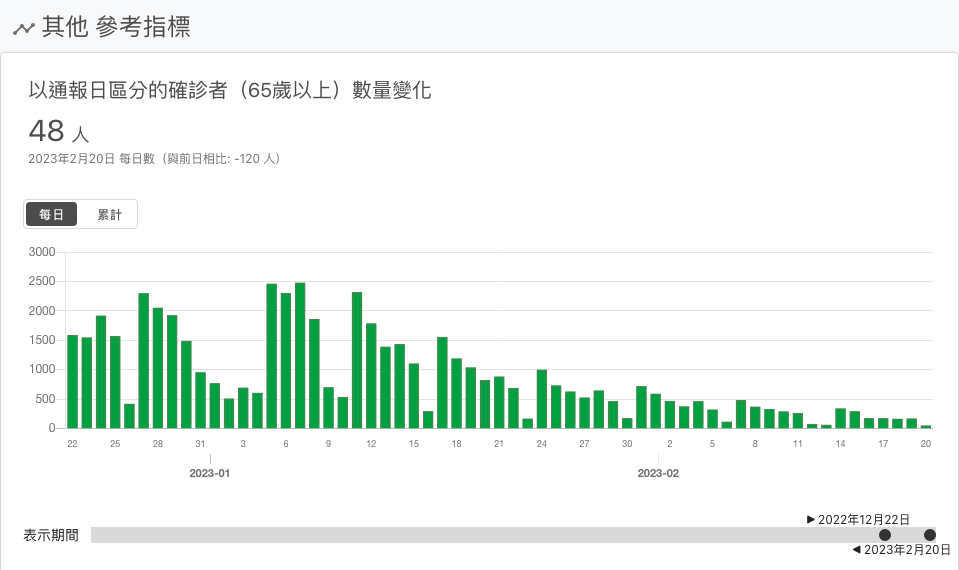 其他 參考指標
以通報日區分的確診者（65歲以上）數量變化
48 人
2023年2月20日 每日數（與前日相比: -120 人）
每日 累計
3000
2500
2000
1500
1000
500
0
22 25 28 31 3 6 9 12 15 18 21 24 27 30 2 5 8 11 14 17 20
2023-01 2023-02
▶ 2022年12月22日
表示期間
◀ 2023年2月20日